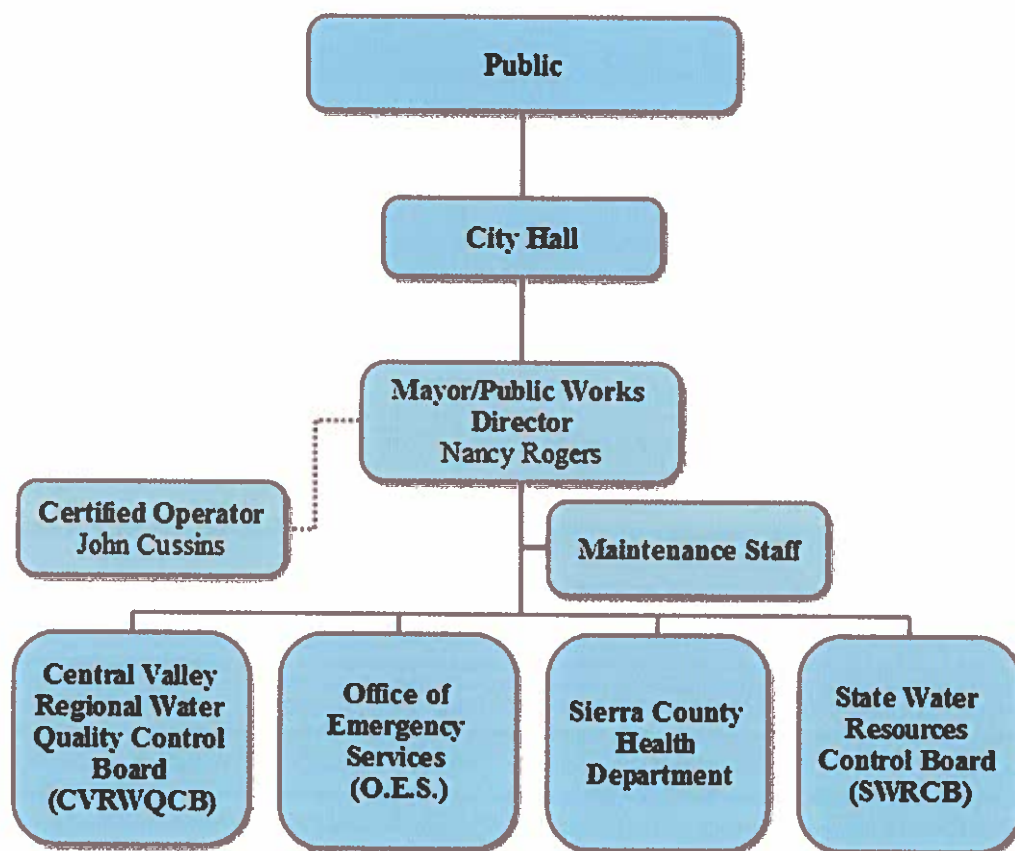 Public
City Hall
Mayor/Public Works
Director
Nancy Rogers
Certified Operator
John Cussins
Maintenance Staff
Central Valley
Regional Water
Quality Control
Board
(CVRWQCB)
Office of
Emergency
Services
(O.E.S.)
Sierra County
Health
Department
State Water
Resources
Control Board
(SWRCB)